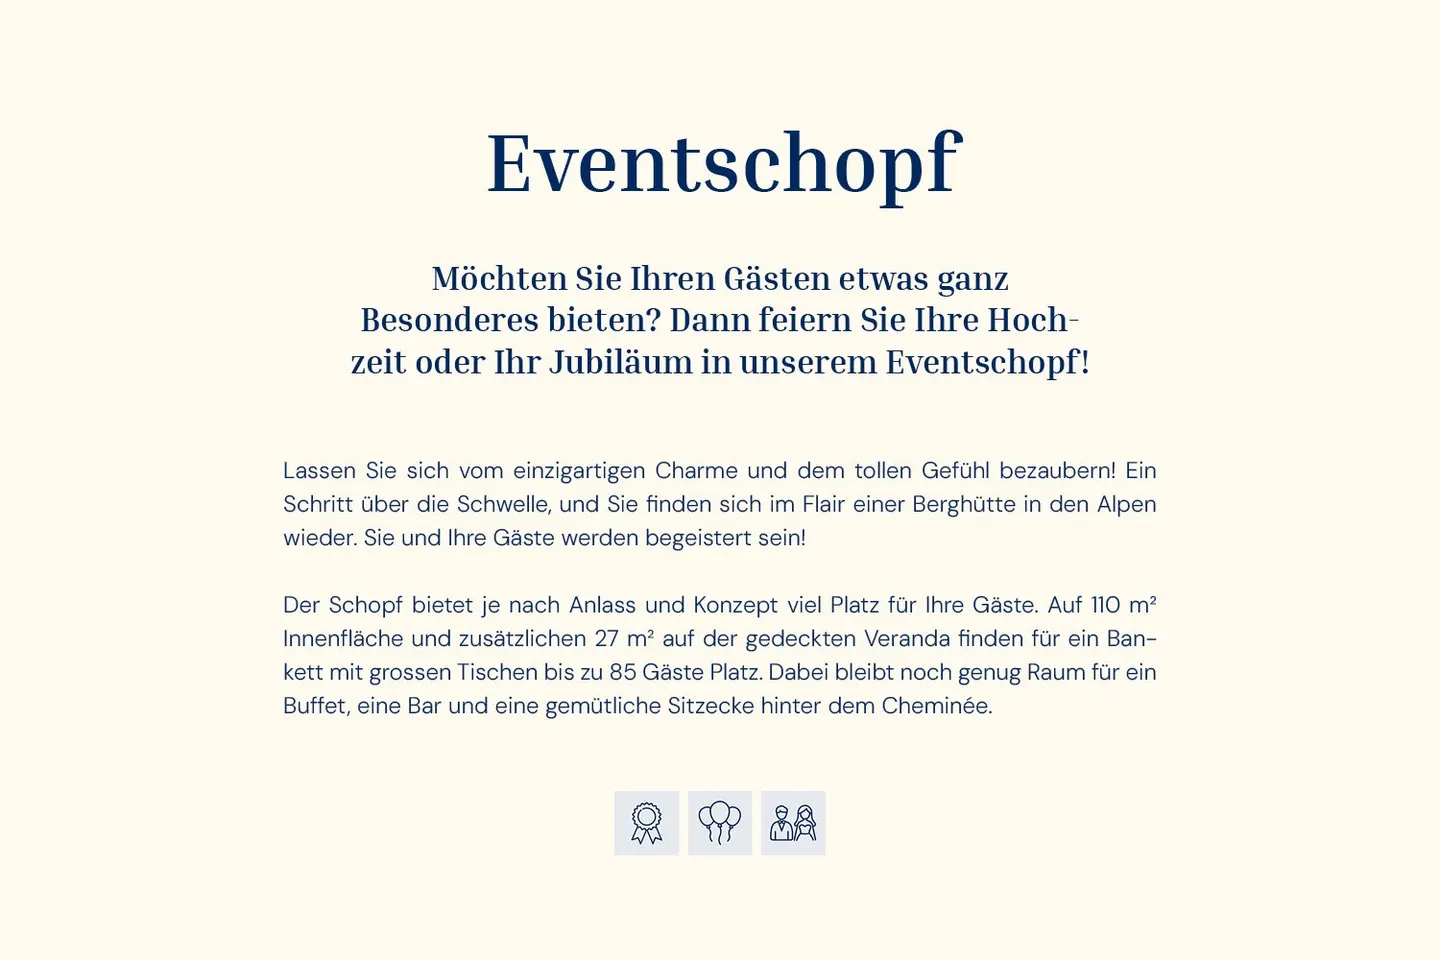 Eventschopf
Möchten Sie Ihren Gästen etwas ganz
Besonderes bieten? Dann feiern Sie Ihre Hoch-
zeit oder Ihr Jubiläum in unserem Eventschopf!
Lassen Sie sich vom einzigartigen Charme und dem tollen Gefühl bezaubern! Ein
Schritt über die Schwelle, und Sie finden sich im Flair einer Berghütte in den Alpen
wieder. Sie und Ihre Gäste werden begeistert sein!
Der Schopf bietet je nach Anlass und Konzept viel Platz für Ihre Gäste. Auf 110 m²
Innenfläche und zusätzlichen 27 m² auf der gedeckten Veranda finden für ein Ban-
kett mit grossen Tischen bis zu 85 Gäste Platz. Dabei bleibt noch genug Raum für ein
Buffet, eine Bar und eine gemütliche Sitzecke hinter dem Cheminée.